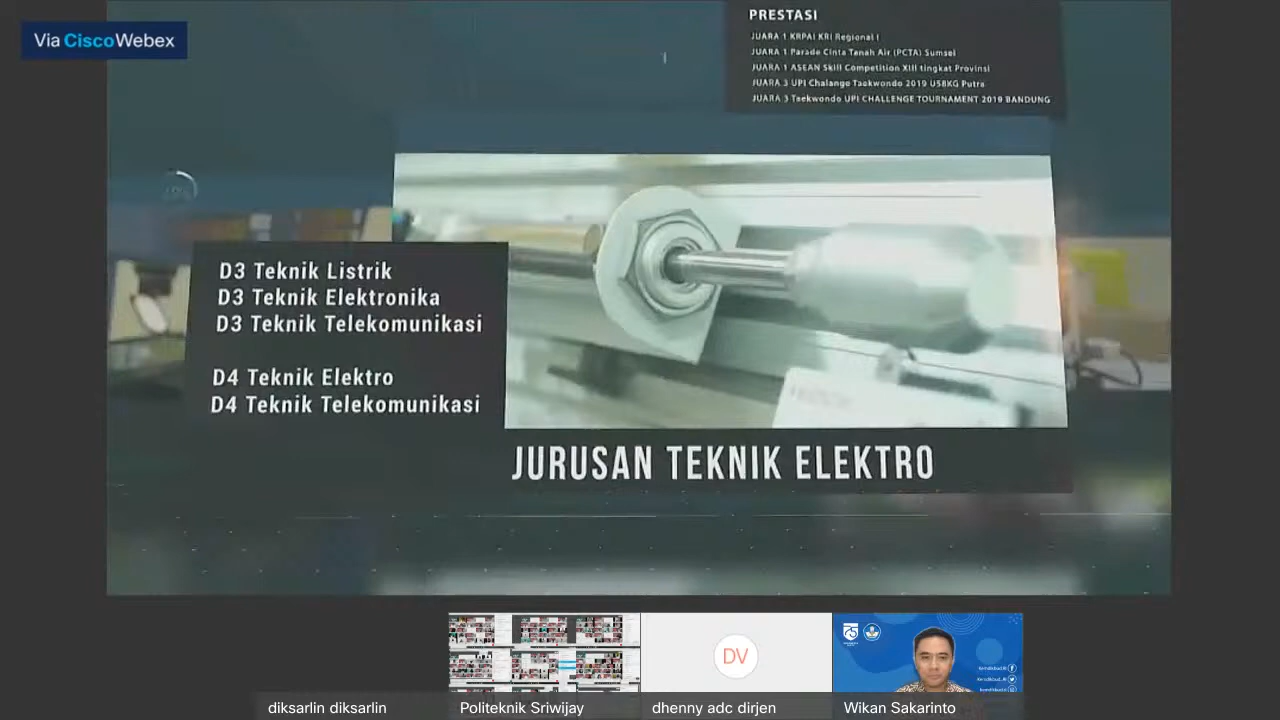 Via CiscoWebex
PRESTASI
JUARA 1 KRPAI KRI Regional I
JUARA 1 Parade Cinta Tanah Air (PCTA) Sumsel
JUARA 1 ASEAN Skill Competition XIII tingkat Provinsi
JUARA 3 UPI Chalange Taekwondo 2019 U58KG Putra
JUARA 3 Taekwondo UPI CHALLENGE TOURNAMENT 2019 BANDUNG
D3 Teknik Listrik
D3 Teknik Elektronika
D3 Teknik Telekomunikasi
D4 Teknik Elektro
D4 Teknik Telekomunikasi
JURUSAN TEKNIK ELEKTRO
DV
diksarlin diksarlin
Politeknik Sriwijay
dhenny adc dirjen
Wikan Sakarinto